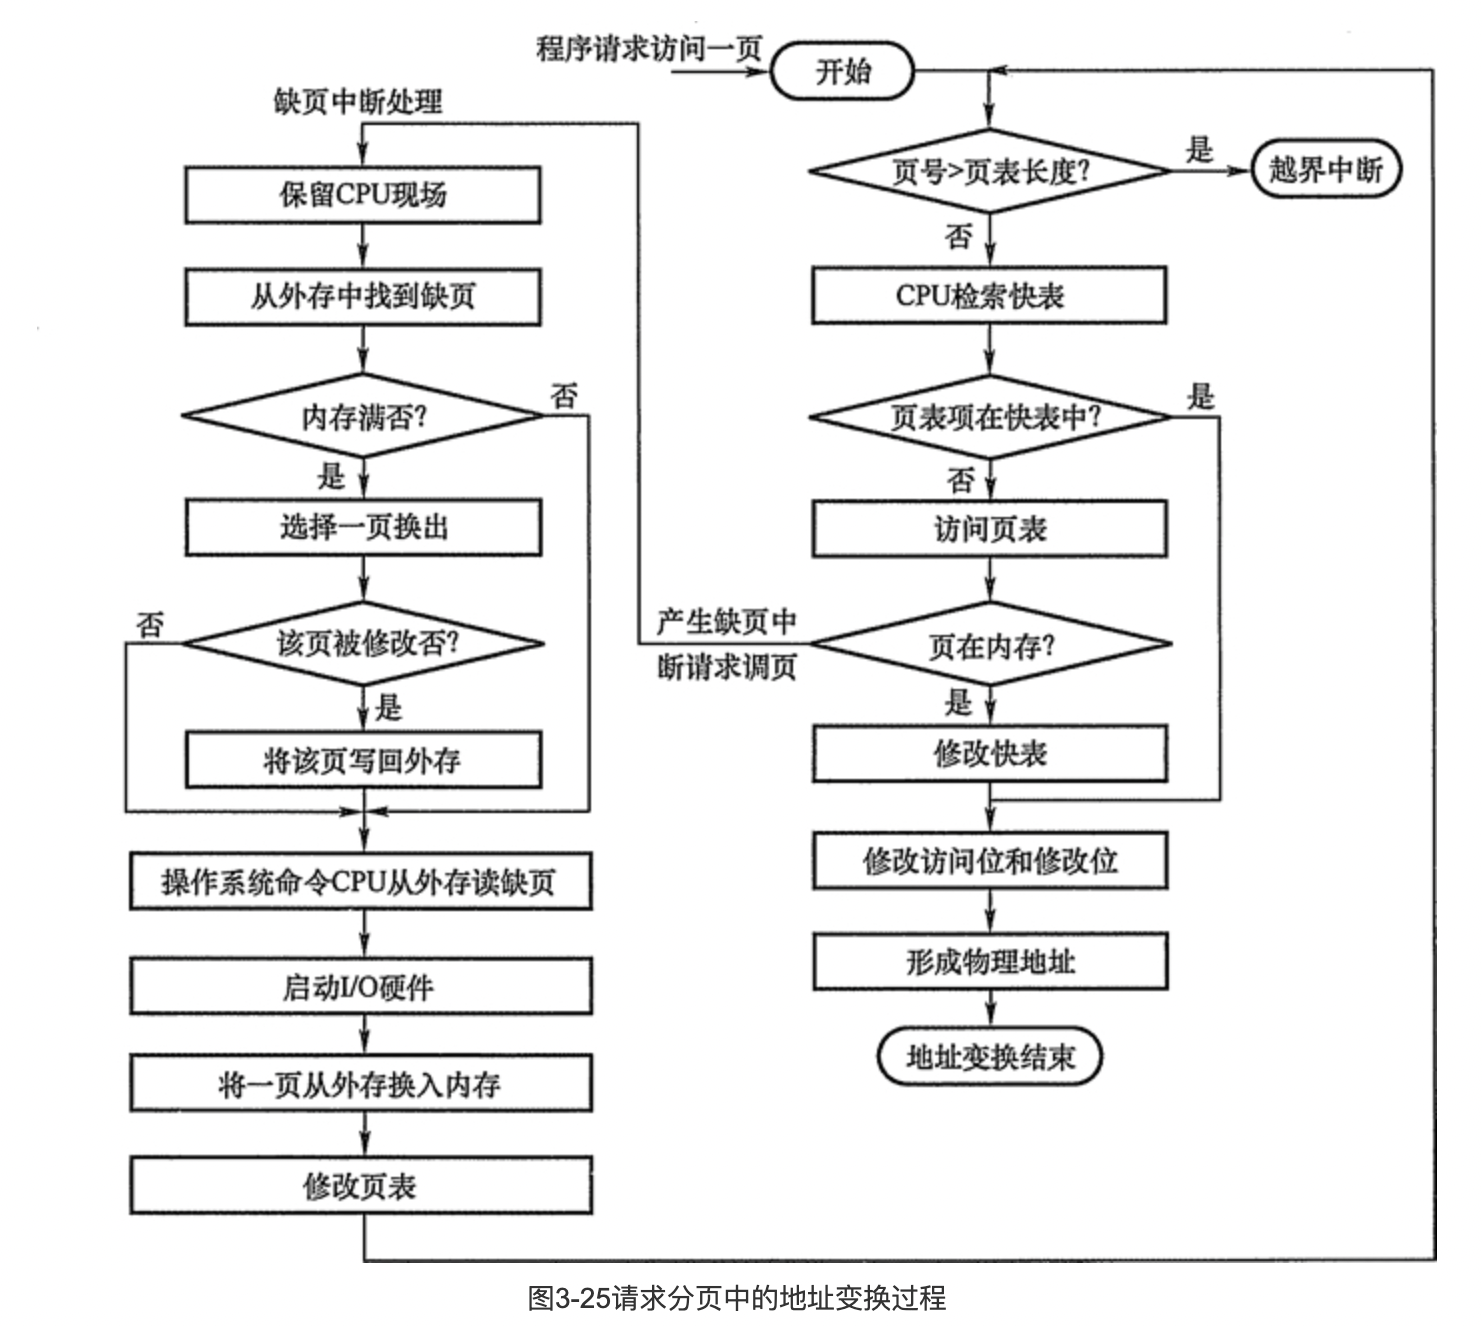 程序请求访问一页
开始
缺页中断处理
页号>页表长度?
是
越界中断
保留CPU现场
否
从外存中找到缺页
CPU检索快表
内存满否?
否
页表项在快表中?
是
是
否
选择一页换出
访问页表
否
该页被修改否?
产生缺页中
断请求调页
页在内存?
是
是
将该页写回外存
修改快表
操作系统命令CPU从外存读缺页
修改访问位和修改位
启动I/O硬件
形成物理地址
将一页从外存换入内存
地址变换结束
修改页表
图3-25请求分页中的地址变换过程